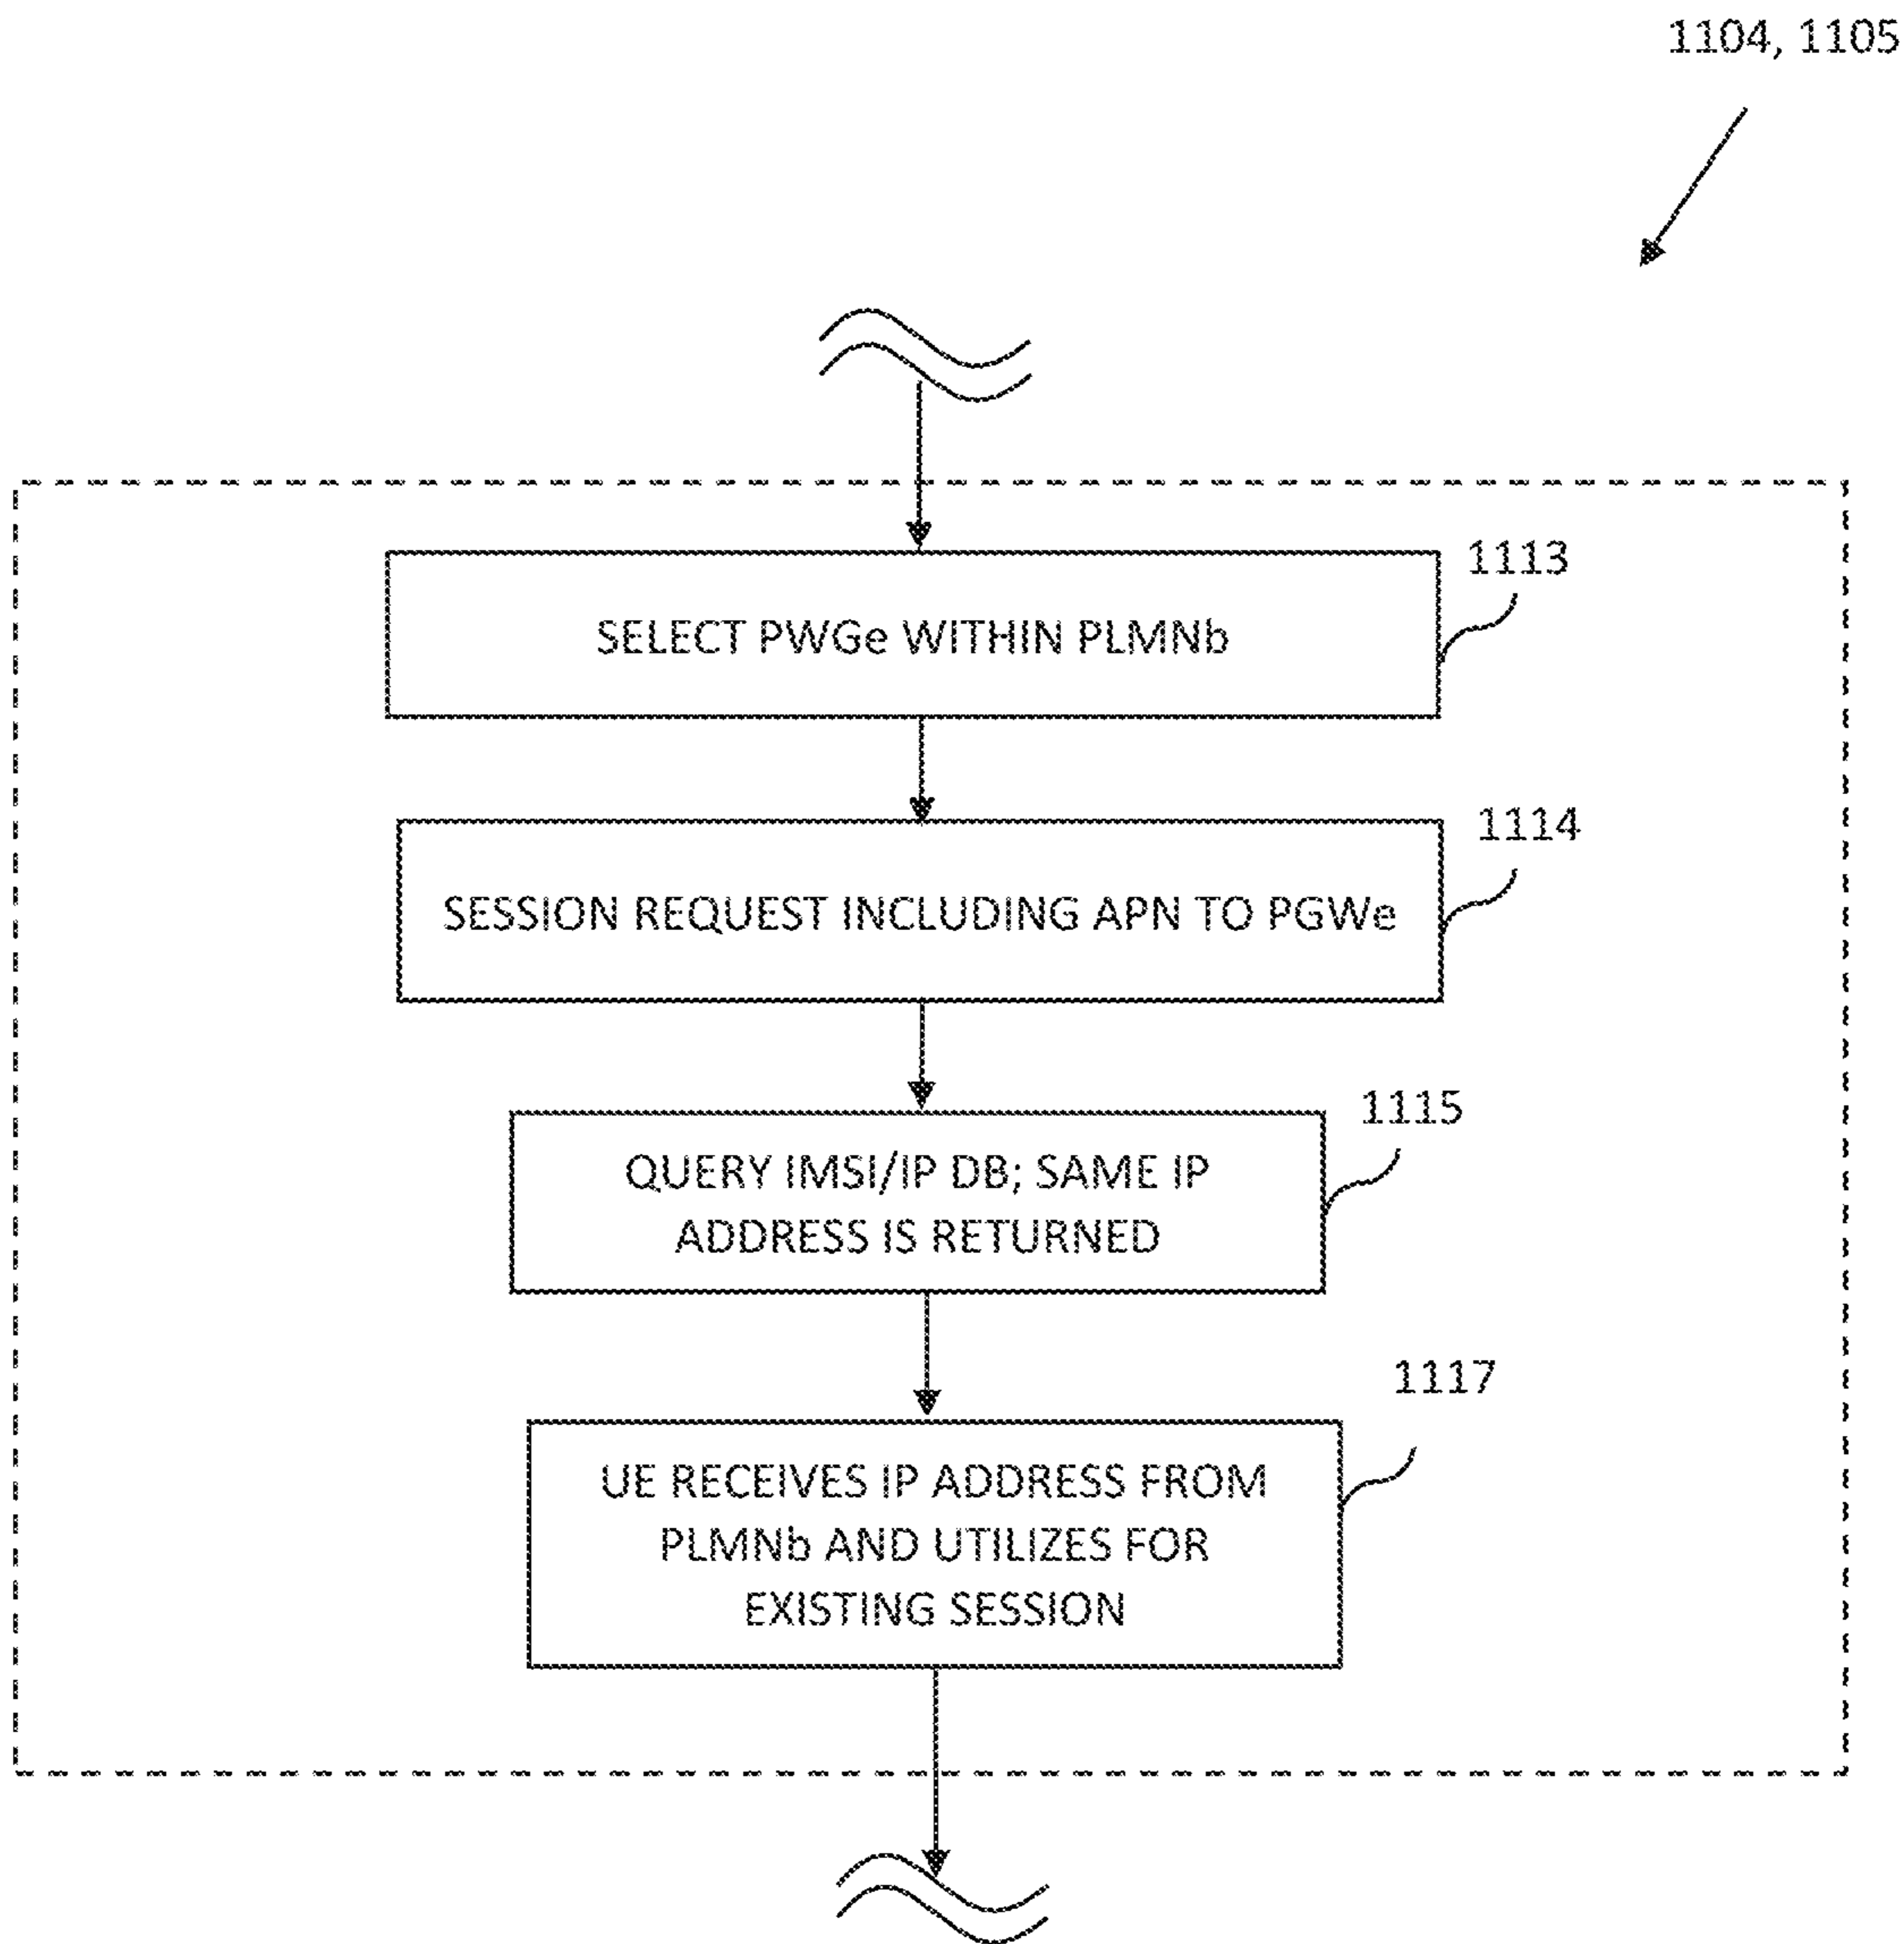 1104, 1105
1113
SELECT PWGe WITHIN PLMNb
1114
SESSION REQUEST INCLUDING APN TO PGWe
1115
QUERY IMSI/IP DB; SAME IP
ADDRESS IS RETURNED
1117
UE RECEIVES IP ADDRESS FROM
PLMNb AND UTILIZES FOR
EXISTING SESSION